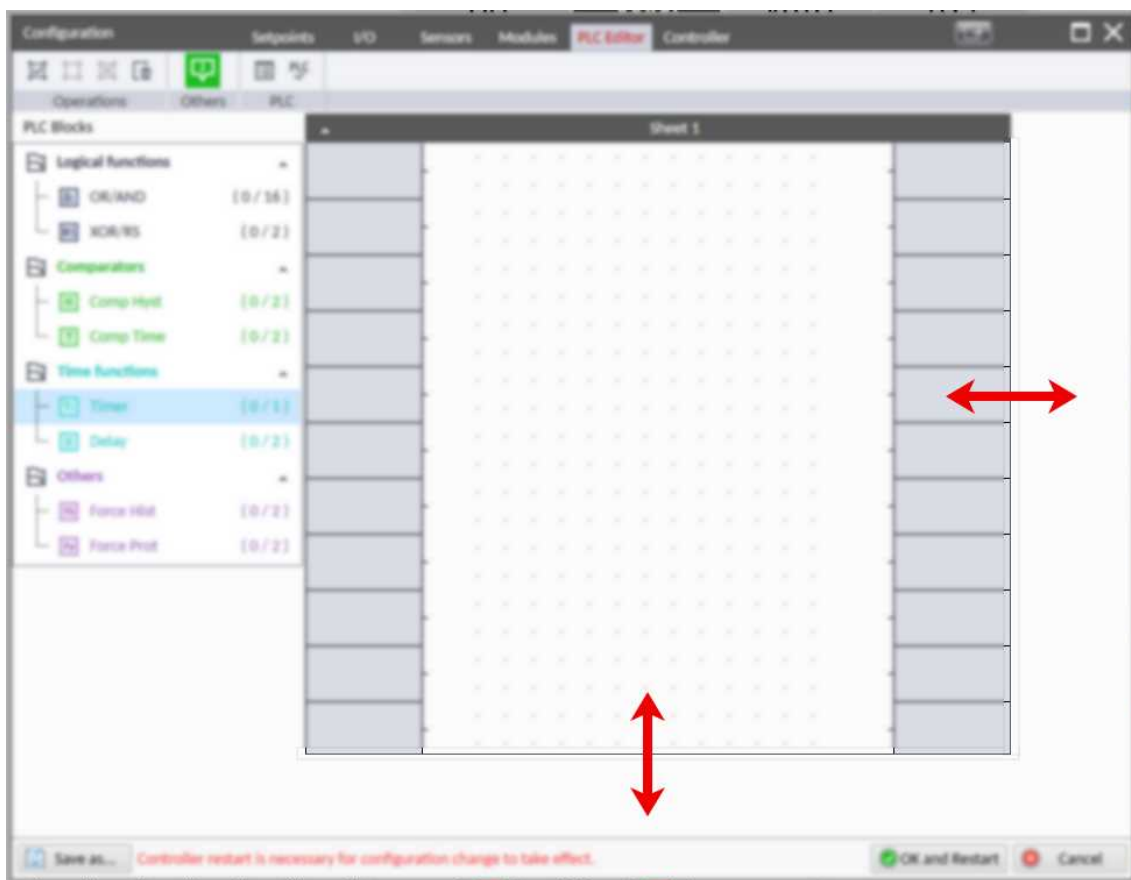 Configuration
Setpoints I/O Sensors Modules PLC Editor Controller
Operations Others PLC
PLC Blocks
Sheet 1
Logical functions
OR/AND [0/16]
XOR/RS [0/2]
Comparators
Comp Hyst [0/2]
Comp Time [0/2]
Time functions
Timer [0/1]
Delay [0/2]
Others
Force Hist [0/2]
Force Prot [0/2]
Save as... Controller restart is necessary for configuration change to take effect. OK and Restart Cancel